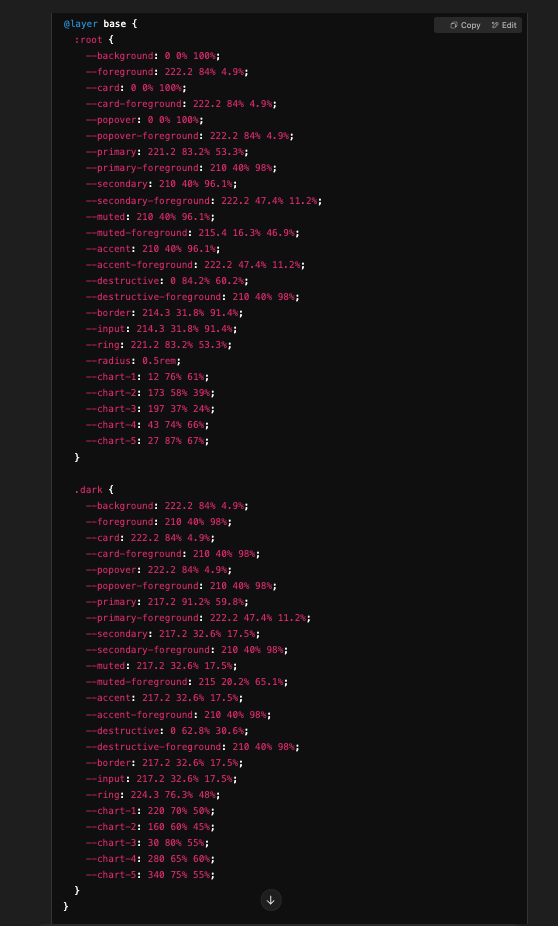 @layer base {
Copy Edit
:root {
--background: 0 0% 100%;
--foreground: 222.2 84% 4.9%;
--card: 0 0% 100%;
--card-foreground: 222.2 84% 4.9%;
--popover: 0 0% 100%;
--popover-foreground: 222.2 84% 4.9%;
--primary: 221.2 83.2% 53.3%;
--primary-foreground: 210 40% 98%;
--secondary: 210 40% 96.1%;
--secondary-foreground: 222.2 47.4% 11.2%;
--muted: 210 40% 96.1%;
--muted-foreground: 215.4 16.3% 46.9%;
--accent: 210 40% 96.1%;
--accent-foreground: 222.2 47.4% 11.2%;
--destructive: 0 84.2% 60.2%;
--destructive-foreground: 210 40% 98%;
--border: 214.3 31.8% 91.4%;
--input: 214.3 31.8% 91.4%;
--ring: 221.2 83.2% 53.3%;
--radius: 0.5rem;
--chart-1: 12 76% 61%;
--chart-2: 173 58% 39%;
--chart-3: 197 37% 24%;
--chart-4: 43 74% 66%;
--chart-5: 27 87% 67%;
}
.dark {
--background: 222.2 84% 4.9%;
--foreground: 210 40% 98%;
--card: 222.2 84% 4.9%;
--card-foreground: 210 40% 98%;
--popover: 222.2 84% 4.9%;
--popover-foreground: 210 40% 98%;
--primary: 217.2 91.2% 59.8%;
--primary-foreground: 222.2 47.4% 11.2%;
--secondary: 217.2 32.6% 17.5%;
--secondary-foreground: 210 40% 98%;
--muted: 217.2 32.6% 17.5%;
--muted-foreground: 215 20.2% 65.1%;
--accent: 217.2 32.6% 17.5%;
--accent-foreground: 210 40% 98%;
--destructive: 0 62.8% 30.6%;
--destructive-foreground: 210 40% 98%;
--border: 217.2 32.6% 17.5%;
--input: 217.2 32.6% 17.5%;
--ring: 224.3 76.3% 48%;
--chart-1: 220 70% 50%;
--chart-2: 160 60% 45%;
--chart-3: 30 80% 55%;
--chart-4: 280 65% 60%;
--chart-5: 340 75% 55%;
}
}